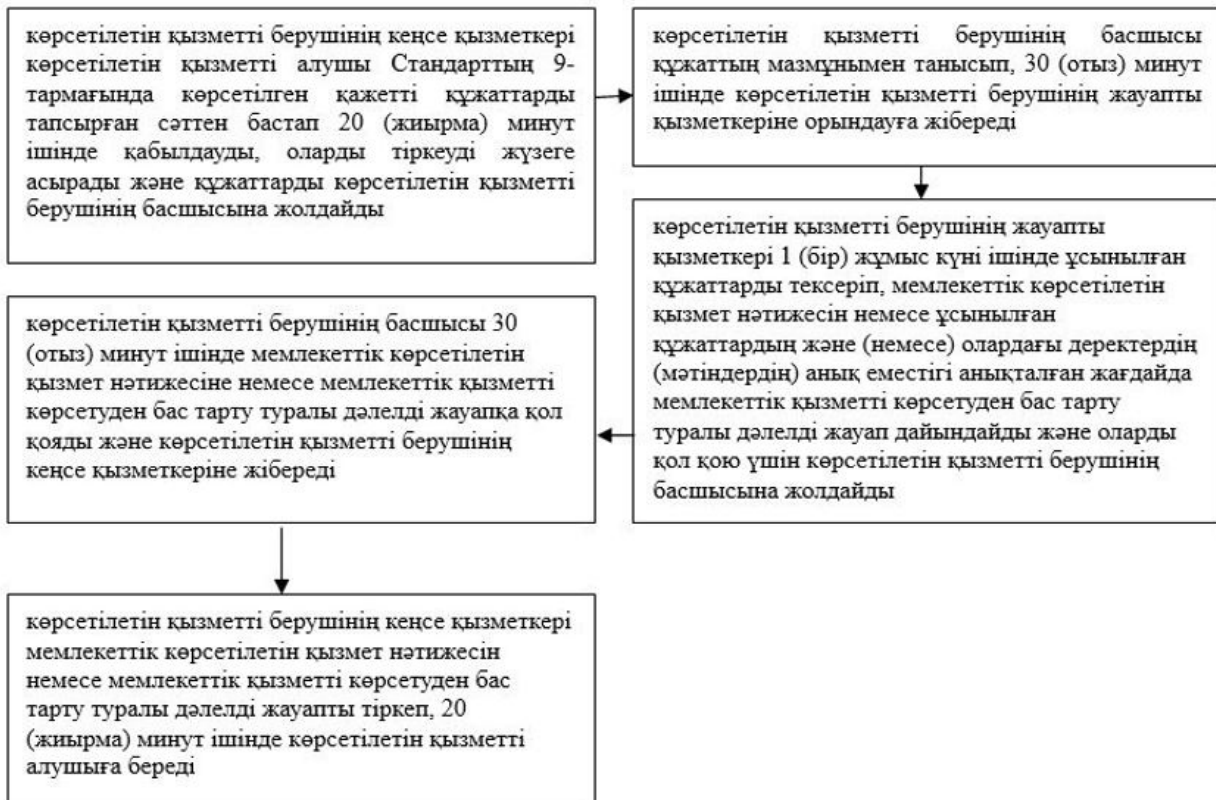 көрсетілетін қызметті берушінің кеңсе қызметкері
көрсетілетін қызметті алушы Стандарттың 9-
тармағында көрсетілген қажетті құжаттарды
тапсырған сәттен бастап 20 (жиырма) минут
ішінде қабылдауды, оларды тіркеуді жүзеге
асырады және құжаттарды көрсетілетін қызметті
берушінің басшысына жолдайды
көрсетілетін қызметті берушінің басшысы
құжаттың мазмұнымен танысып, 30 (отыз) минут
ішінде көрсетілетін қызметті берушінің жауапты
қызметкеріне орындауға жібереді
көрсетілетін қызметті берушінің жауапты
қызметкері 1 (бір) жұмыс күні ішінде ұсынылған
құжаттарды тексеріп, мемлекеттік көрсетілетін
қызмет нәтижесін немесе ұсынылған
құжаттардың және (немесе) олардағы деректердің
(мәтіндердің) анық еместігі анықталған жағдайда
мемлекеттік қызметті көрсетуден бас тарту
туралы дәлелді жауап дайындайды және оларды
қол қою үшін көрсетілетін қызметті берушінің
басшысына жолдайды
көрсетілетін қызметті берушінің басшысы 30
(отыз) минут ішінде мемлекеттік көрсетілетін
қызмет нәтижесіне немесе мемлекеттік қызметті
көрсетуден бас тарту туралы дәлелді жауапқа қол
қояды және көрсетілетін қызметті берушінің
кеңсе қызметкеріне жібереді
көрсетілетін қызметті берушінің кеңсе қызметкері
мемлекеттік көрсетілетін қызмет нәтижесін
немесе мемлекеттік қызметті көрсетуден бас
тарту туралы дәлелді жауапты тіркеп, 20
(жиырма) минут ішінде көрсетілетін қызметті
алушыға береді